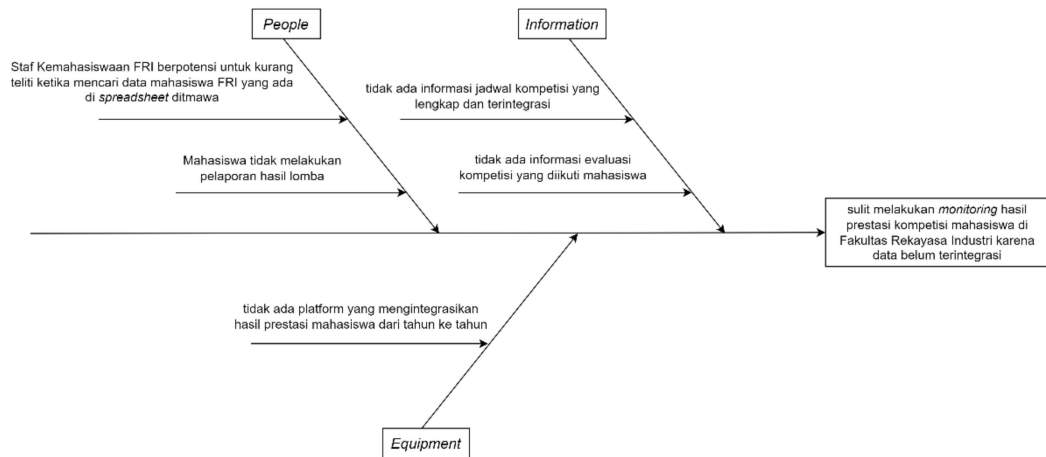 People
Information
Staf Kemahasiswaan FRI berpotensi untuk kurang
teliti ketika mencari data mahasiswa FRI yang ada
di spreadsheet ditmawa
tidak ada informasi jadwal kompetisi yang
lengkap dan terintegrasi
Mahasiswa tidak melakukan
pelaporan hasil lomba
tidak ada informasi evaluasi
kompetisi yang diikuti mahasiswa
sulit melakukan monitoring hasil
prestasi kompetisi mahasiswa di
Fakultas Rekayasa Industri karena
data belum terintegrasi
tidak ada platform yang mengintegrasikan
hasil prestasi mahasiswa dari tahun ke tahun
Equipment